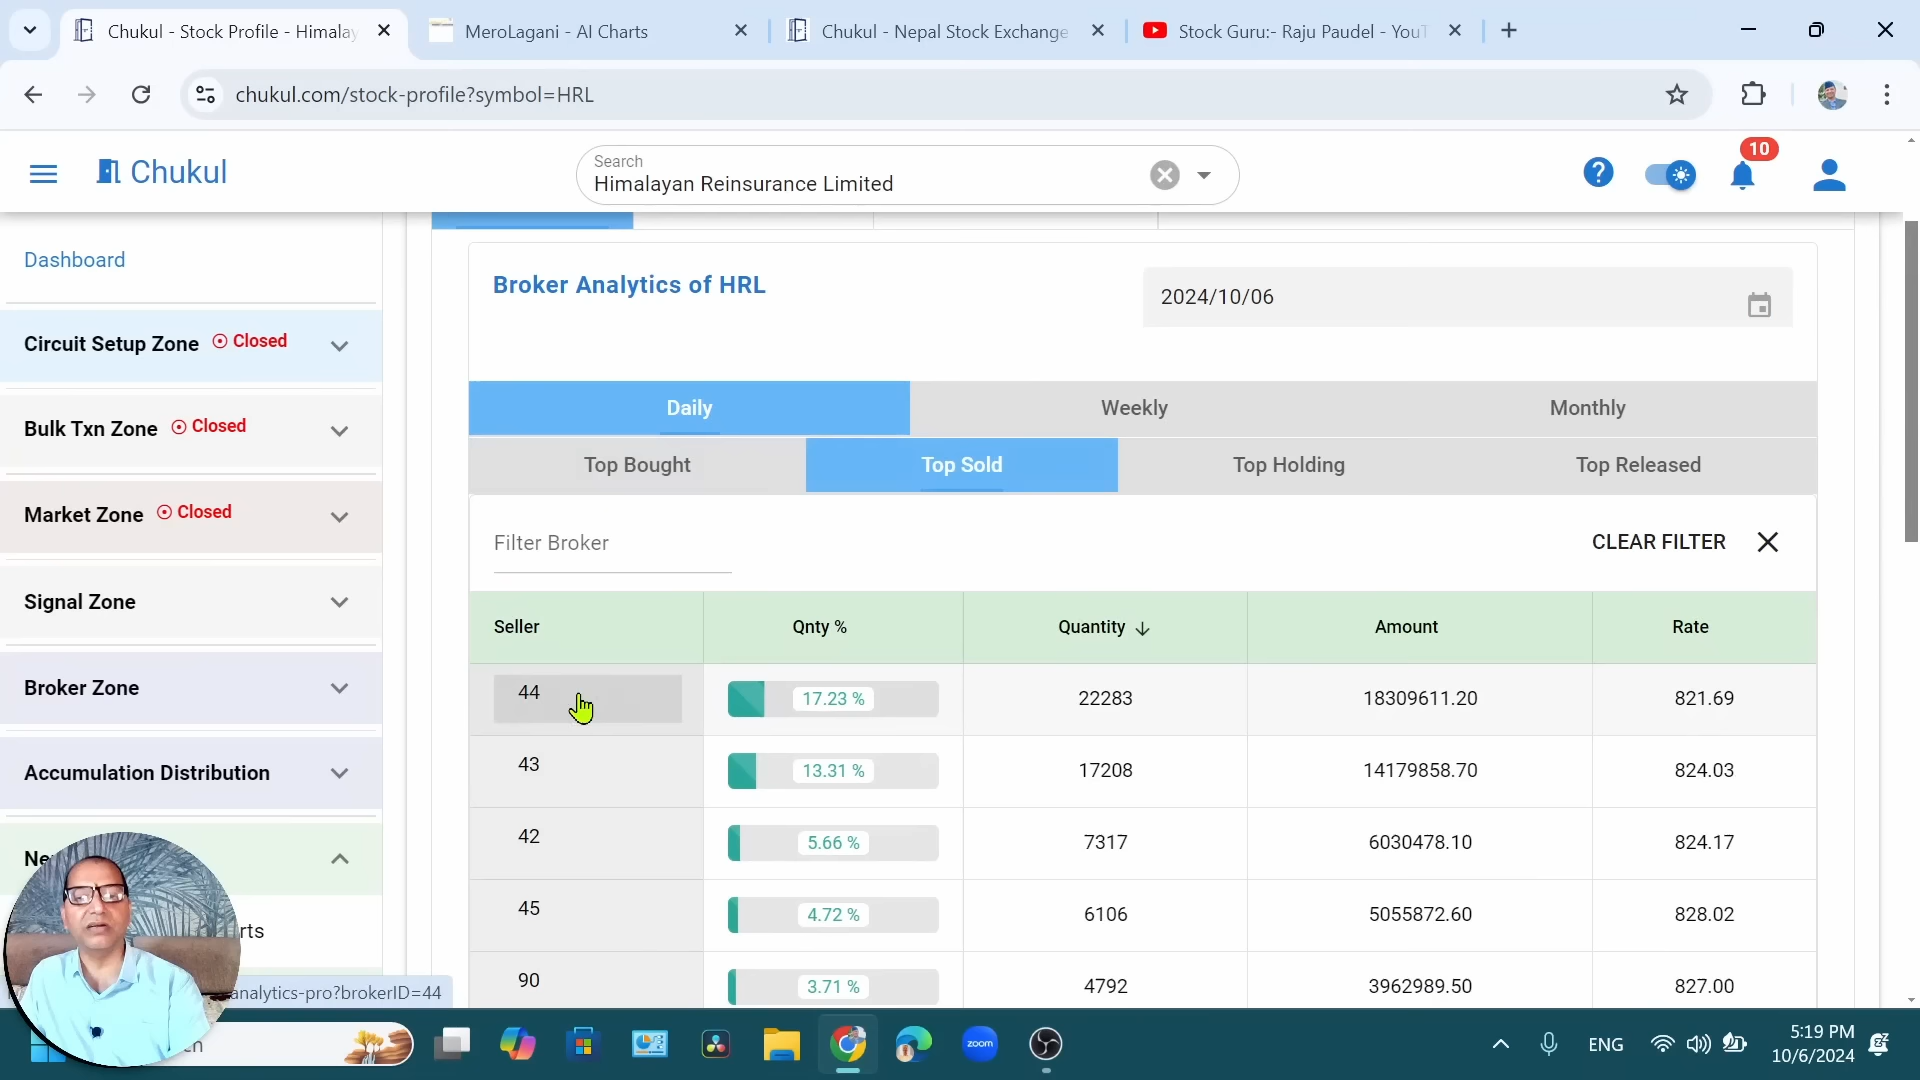 Chukul - Stock Profile - Himala
MeroLagani - AI Charts
Chukul - Nepal Stock Exchange
Stock Guru:- Raju Paudel - You
chukul.com/stock-profile?symbol=HRL
Chukul
Search
Himalayan Reinsurance Limited
10
Dashboard
Circuit Setup Zone Closed
Bulk Txn Zone Closed
Market Zone Closed
Signal Zone
Broker Zone
Accumulation Distribution
Broker Analytics of HRL
2024/10/06
Daily Weekly Monthly
Top Bought Top Sold Top Holding Top Released
Filter Broker
CLEAR FILTER
Seller Qnty % Quantity Amount Rate
44 17.23 % 22283 18309611.20 821.69
43 13.31 % 17208 14179858.70 824.03
42 5.66 % 7317 6030478.10 824.17
45 4.72 % 6106 5055872.60 828.02
90 3.71 % 4792 3962989.50 827.00
analytics-pro?brokerID=44
zoom
ENG
5:19 PM
10/6/2024